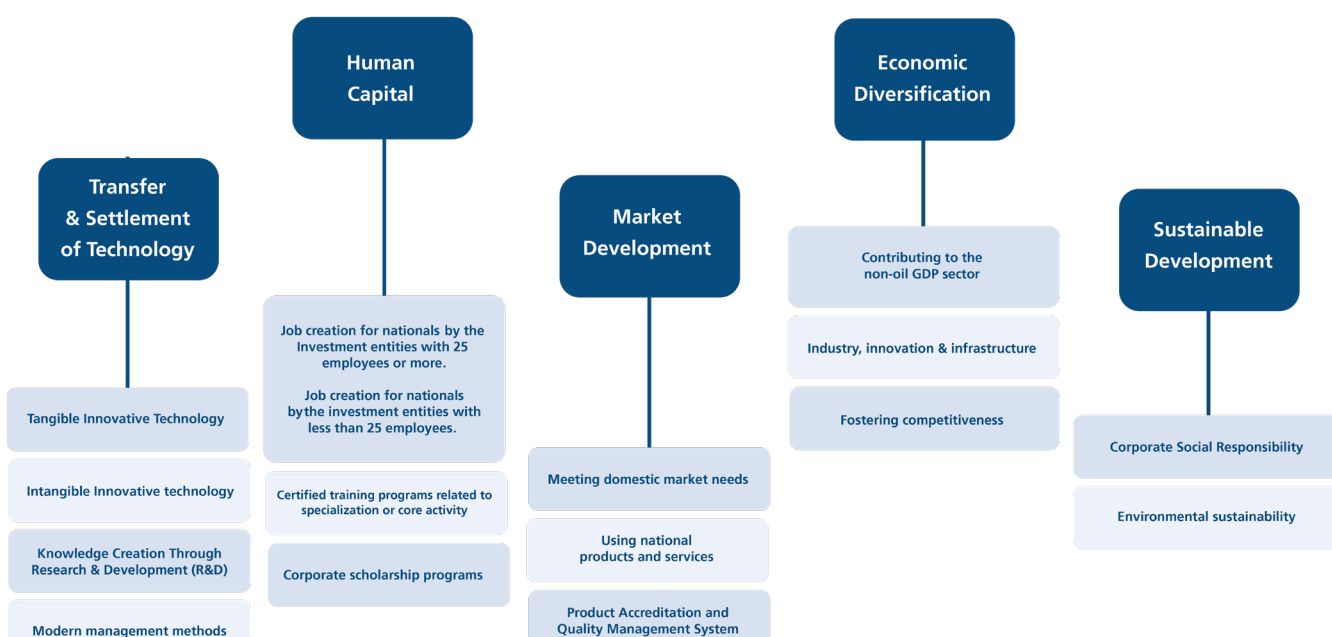 Transfer
& Settlement
of Technology
Tangible Innovative Technology
Intangible Innovative technology
Knowledge Creation Through
Research & Development (R&D)
Modern management methods
Human
Capital
Job creation for nationals by the
Investment entities with 25
employees or more.
Job creation for nationals
bythe investment entities with
less than 25 employees.
Certified training programs related to
specialization or core activity
Corporate scholarship programs
Market
Development
Meeting domestic market needs
Using national
products and services
Product Accreditation and
Quality Management System
Economic
Diversification
Contributing to the
non-oil GDP sector
Industry, innovation & infrastructure
Fostering competitiveness
Sustainable
Development
Corporate Social Responsibility
Environmental sustainability